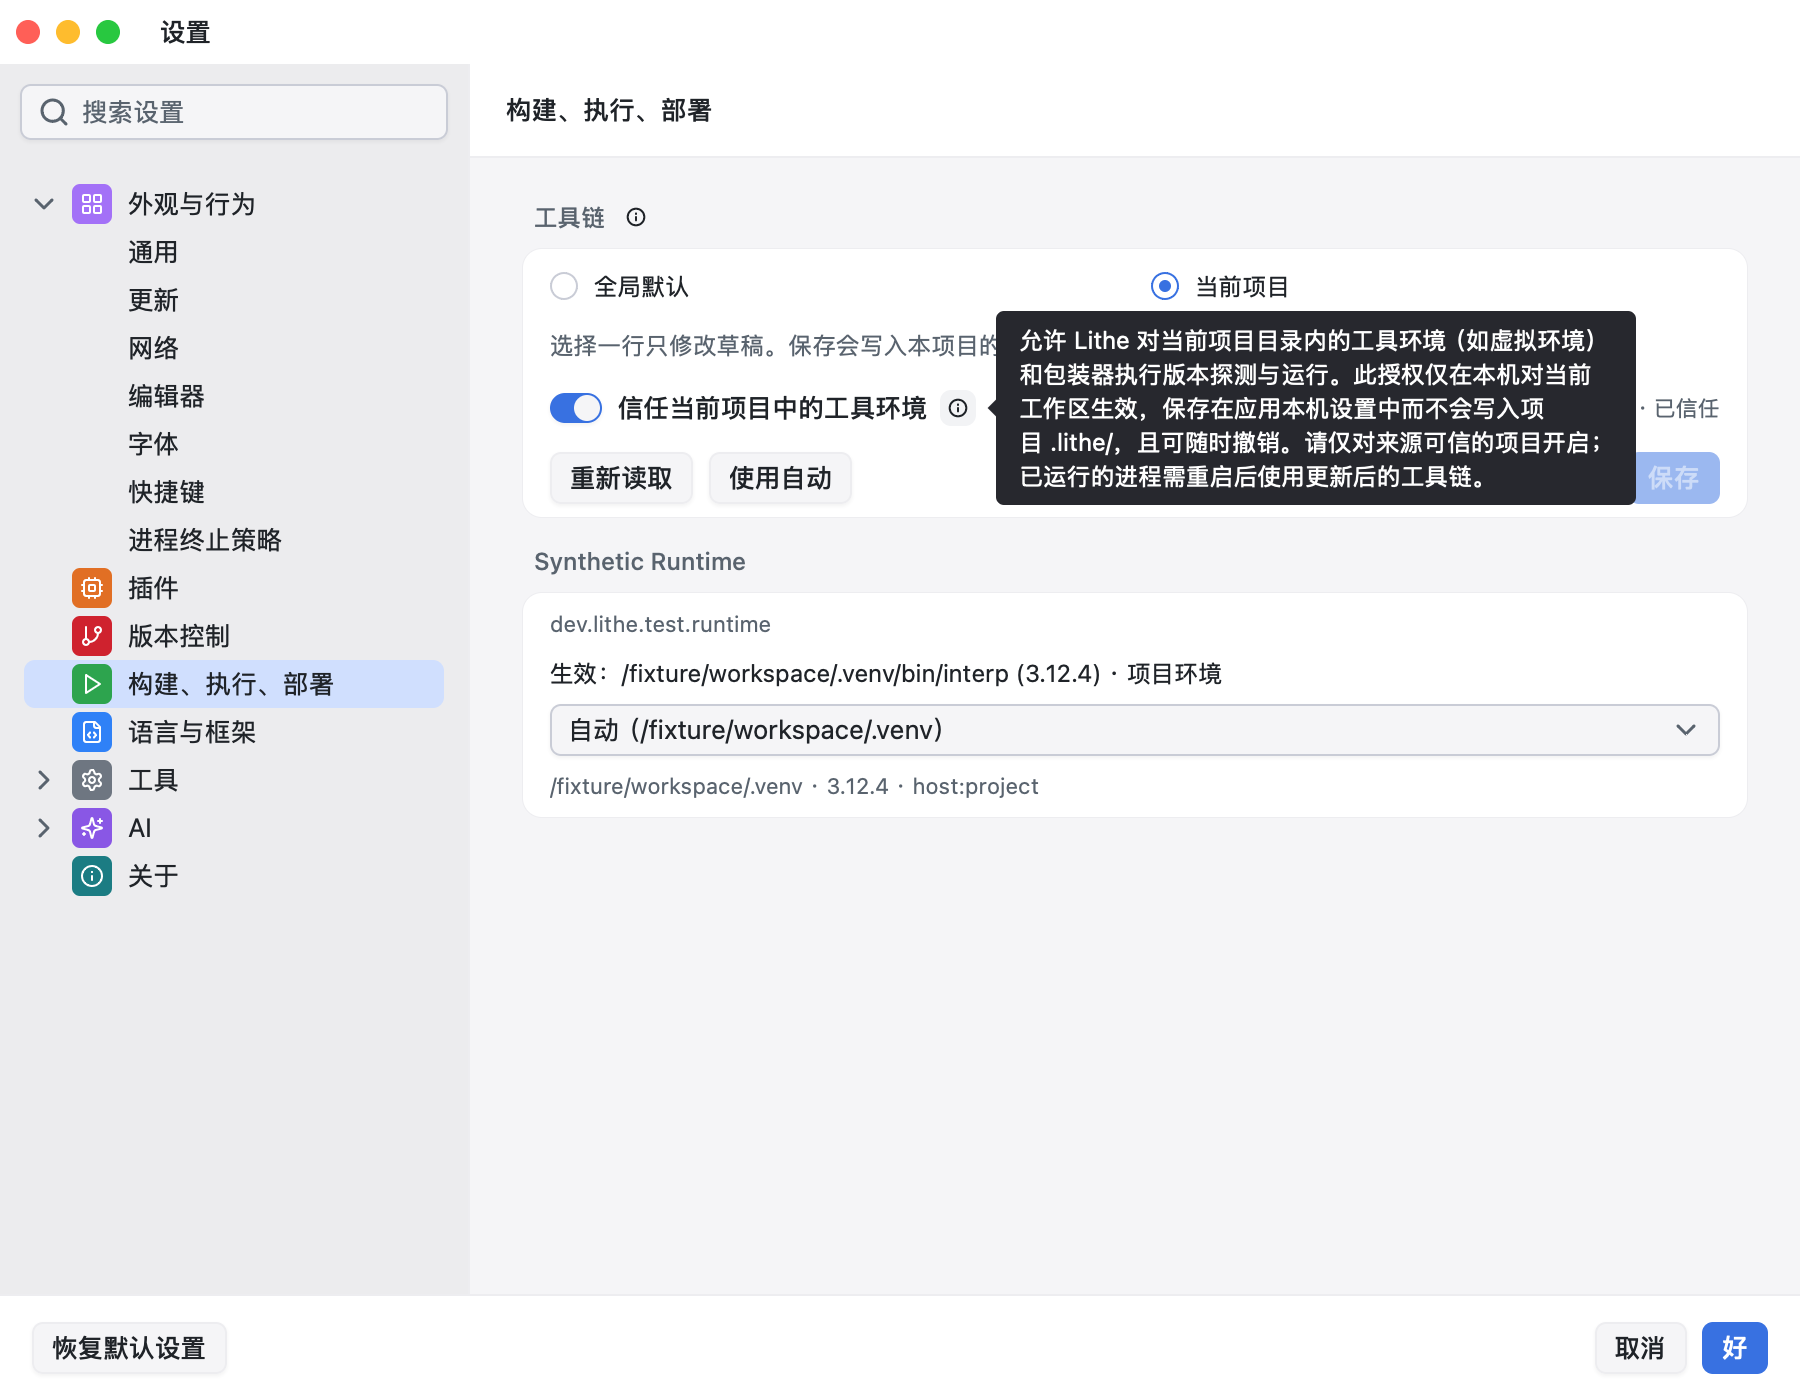 设置
搜索设置
外观与行为
通用
更新
网络
编辑器
字体
快捷键
进程终止策略
插件
版本控制
构建、执行、部署
语言与框架
工具
AI
关于
构建、执行、部署
工具链
全局默认
当前项目
选择一行只修改草稿。保存会写入本项目的
允许 Lithe 对当前项目目录内的工具环境（如虚拟环境）
和包装器执行版本探测与运行。此授权仅在本机对当前
工作区生效，保存在应用本机设置中而不会写入项
目 .lithe/，且可随时撤销。请仅对来源可信的项目开启；
已运行的进程需重启后使用更新后的工具链。
信任当前项目中的工具环境
· 已信任
重新读取
使用自动
保存
Synthetic Runtime
dev.lithe.test.runtime
生效：/fixture/workspace/.venv/bin/interp (3.12.4) · 项目环境
自动（/fixture/workspace/.venv）
/fixture/workspace/.venv · 3.12.4 · host:project
恢复默认设置
取消
好